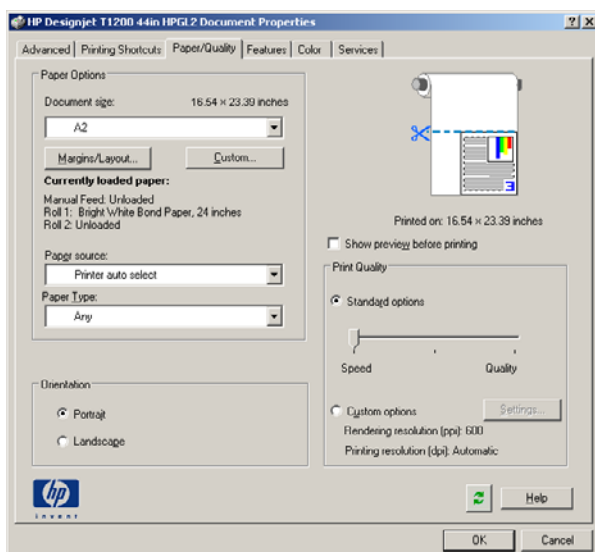 HP Designjet T1200 44in HPGL2 Document Properties
Advanced Printing Shortcuts Paper/Quality Features Color Services
Paper Options
Document size: 16.54 × 23.39 inches
A2
Margins/Layout... Custom...
Currently loaded paper:
Manual Feed: Unloaded
Roll 1: Bright White Bond Paper, 24 inches
Roll 2: Unloaded
Paper source:
Printer auto select
Paper Type:
Any
Orientation
Portrait
Landscape
3
Printed on: 16.54 × 23.39 inches
Show preview before printing
Print Quality
Standard options
Speed Quality
Custom options Settings...
Rendering resolution (ppi): 600
Printing resolution (dpi): Automatic
hp
invent
Help
OK Cancel